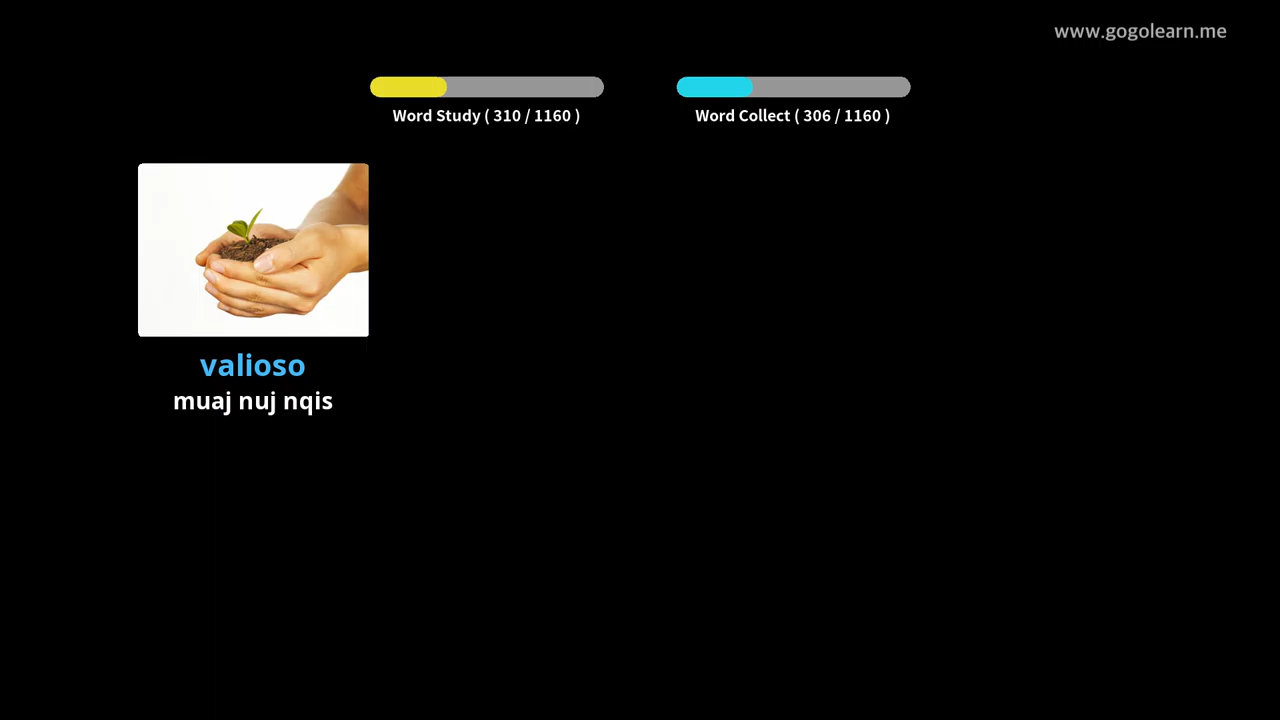 www.gogolearn.me
Word Study ( 310 / 1160 )
Word Collect ( 306 / 1160 )
valioso
muaj nuj nqis